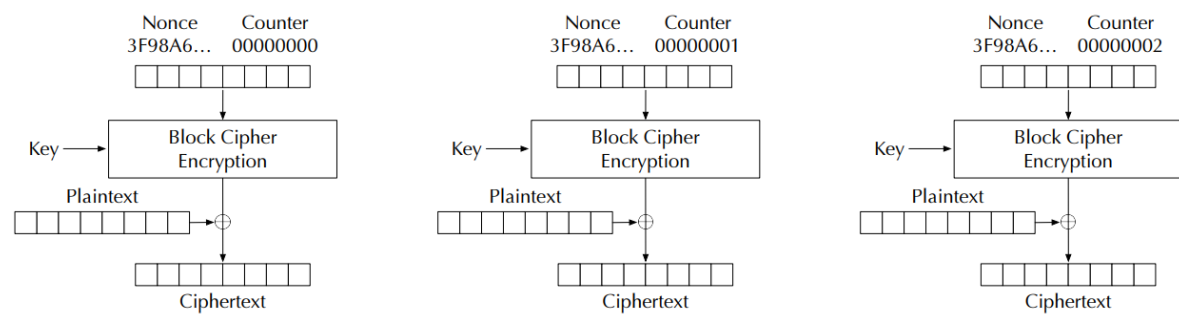 Nonce Counter
3F98A6... 00000000
Block Cipher
Encryption
Key
Plaintext
Ciphertext
Nonce Counter
3F98A6... 00000001
Block Cipher
Encryption
Key
Plaintext
Ciphertext
Nonce Counter
3F98A6... 00000002
Block Cipher
Encryption
Key
Plaintext
Ciphertext